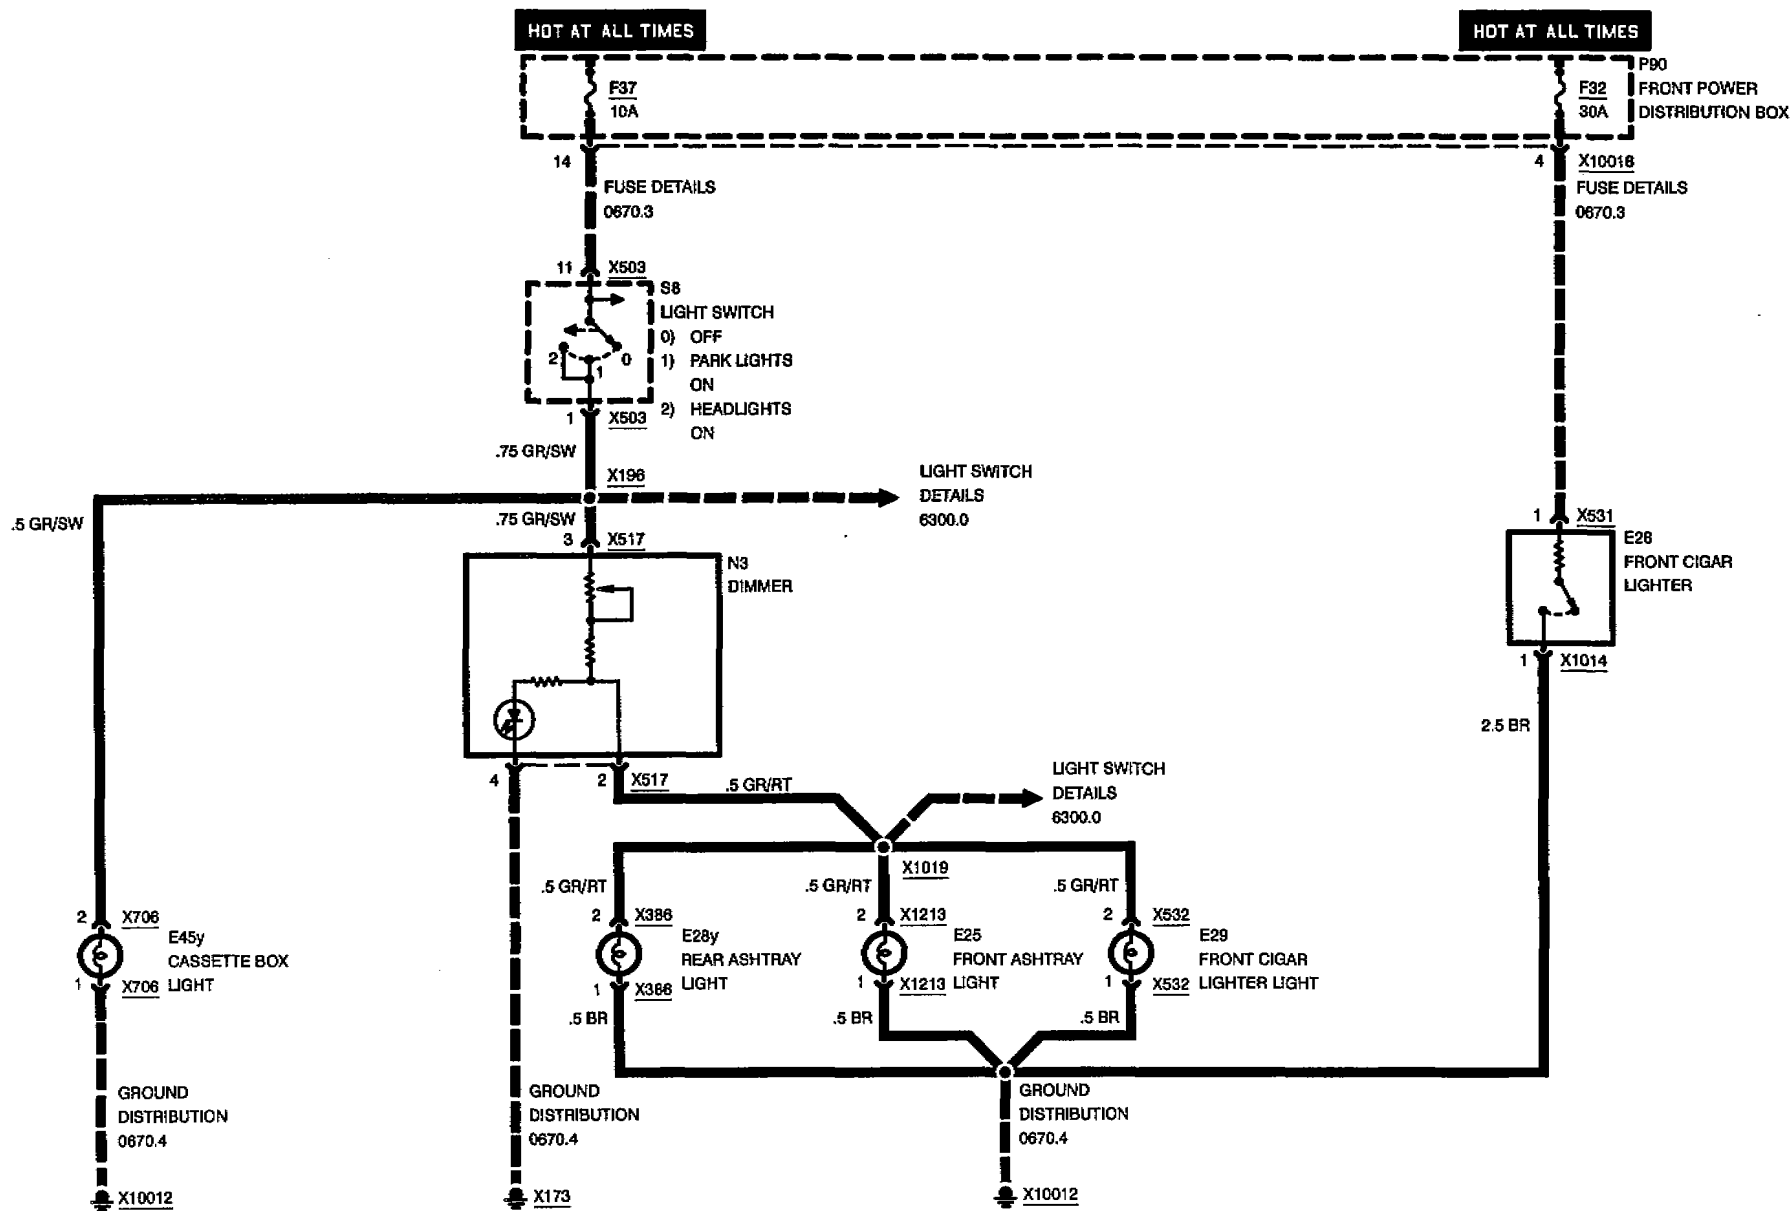 HOT AT ALL TIMES
HOT AT ALL TIMES
F37
10A
F32
30A
P90
FRONT POWER
DISTRIBUTION BOX
14
4
X10016
FUSE DETAILS
0670.3
FUSE DETAILS
0670.3
11
X503
S8
LIGHT SWITCH
0) OFF
1) PARK LIGHTS
ON
2) HEADLIGHTS
ON
2
1
0
1
X503
.75 GR/SW
X196
LIGHT SWITCH
DETAILS
6300.0
.5 GR/SW
.75 GR/SW
3
X517
N3
DIMMER
1
X531
E28
FRONT CIGAR
LIGHTER
1
X1014
2.5 BR
4
2
X517
.5 GR/RT
LIGHT SWITCH
DETAILS
6300.0
X1019
.5 GR/RT
.5 GR/RT
.5 GR/RT
2
X706
E45y
CASSETTE BOX
LIGHT
1
X706
2
X386
E28y
REAR ASHTRAY
LIGHT
1
X386
2
X1213
E25
FRONT ASHTRAY
LIGHT
1
X1213
2
X532
E29
FRONT CIGAR
LIGHTER LIGHT
1
X532
.5 BR
.5 BR
.5 BR
GROUND
DISTRIBUTION
0670.4
GROUND
DISTRIBUTION
0670.4
GROUND
DISTRIBUTION
0670.4
X10012
X173
X10012